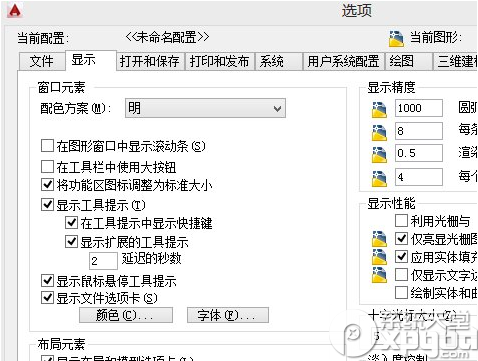 选项
当前配置: <<未命名配置>> 当前图形:
文件 显示 打开和保存 打印和发布 系统 用户系统配置 绘图 三维建
窗口元素
配色方案(M): 明
在图形窗口中显示滚动条(S)
在工具栏中使用大按钮
将功能区图标调整为标准大小
显示工具提示(T)
在工具提示中显示快捷键
显示扩展的工具提示
2 延迟的秒数
显示鼠标悬停工具提示
显示文件选项卡(S)
颜色(C)... 字体(F)...
布局元素
显示精度
1000 圆弧
8 每条
0.5 渲染
4 每个
显示性能
利用光栅与
仅亮显光栅图
应用实体填充
仅显示文字边
绘制实体和曲
十字光标大小(Z)
5
淡入度控制